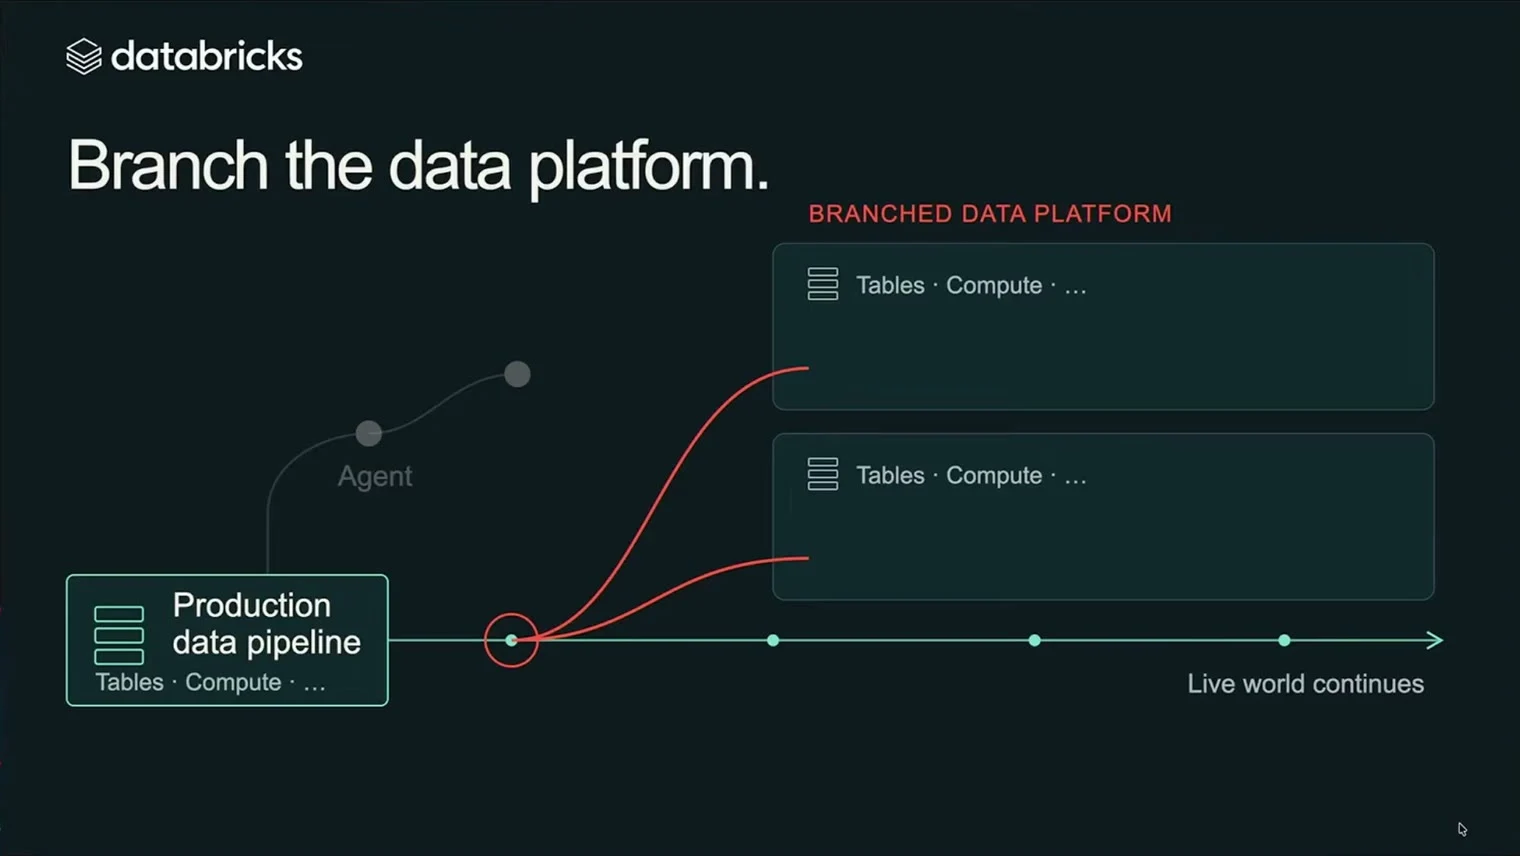 databricks
Branch the data platform.
BRANCHED DATA PLATFORM
Tables · Compute · …
Agent
Tables · Compute · …
Production
data pipeline
Tables · Compute · …
Live world continues